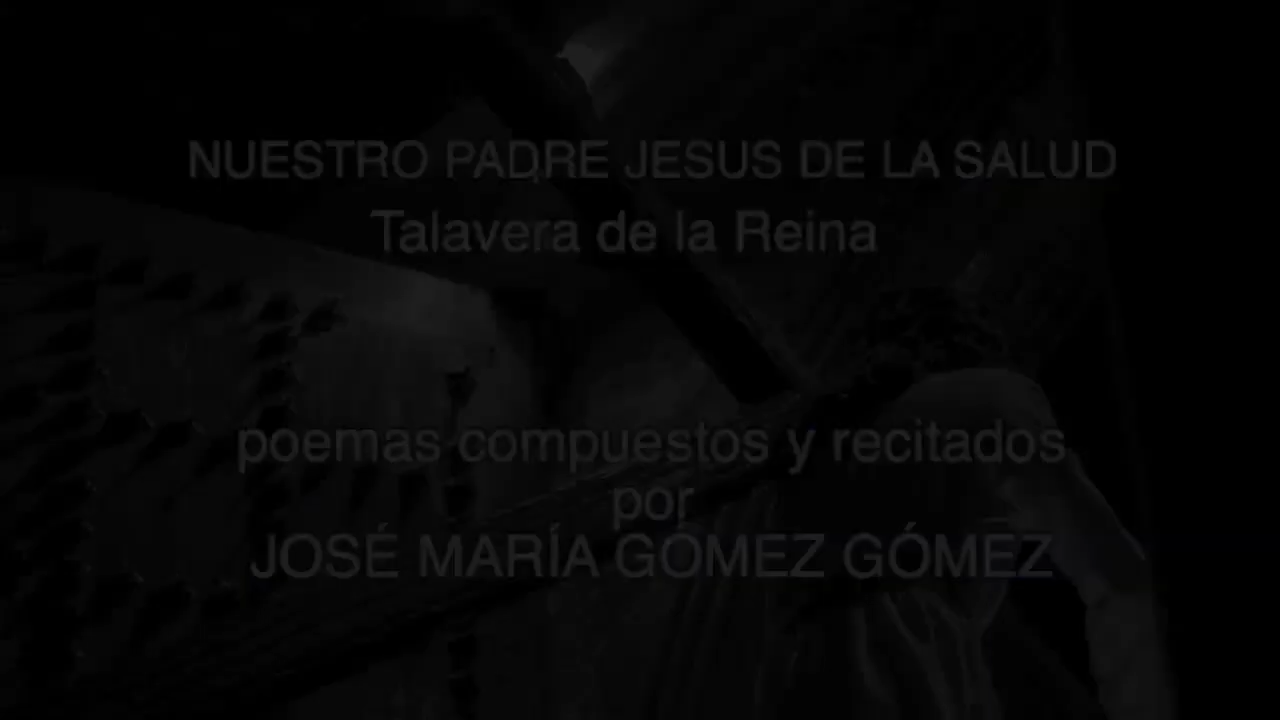 NUESTRO PADRE JESUS DE LA SALUD
Talavera de la Reina
poemas compuestos y recitados
por
JOSÉ MARÍA GÓMEZ GÓMEZ